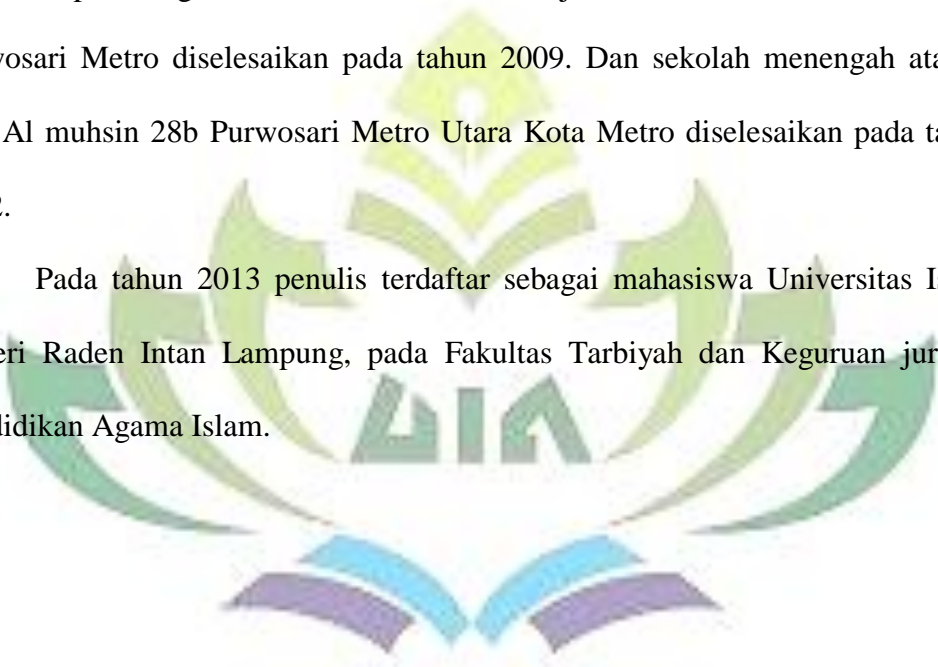 wosari Metro diselesaikan pada tahun 2009. Dan sekolah menengah ata
Al muhsin 28b Purwosari Metro Utara Kota Metro diselesaikan pada ta
2.
Pada tahun 2013 penulis terdaftar sebagai mahasiswa Universitas I
eri Raden Intan Lampung, pada Fakultas Tarbiyah dan Keguruan jur
didikan Agama Islam.
UIN